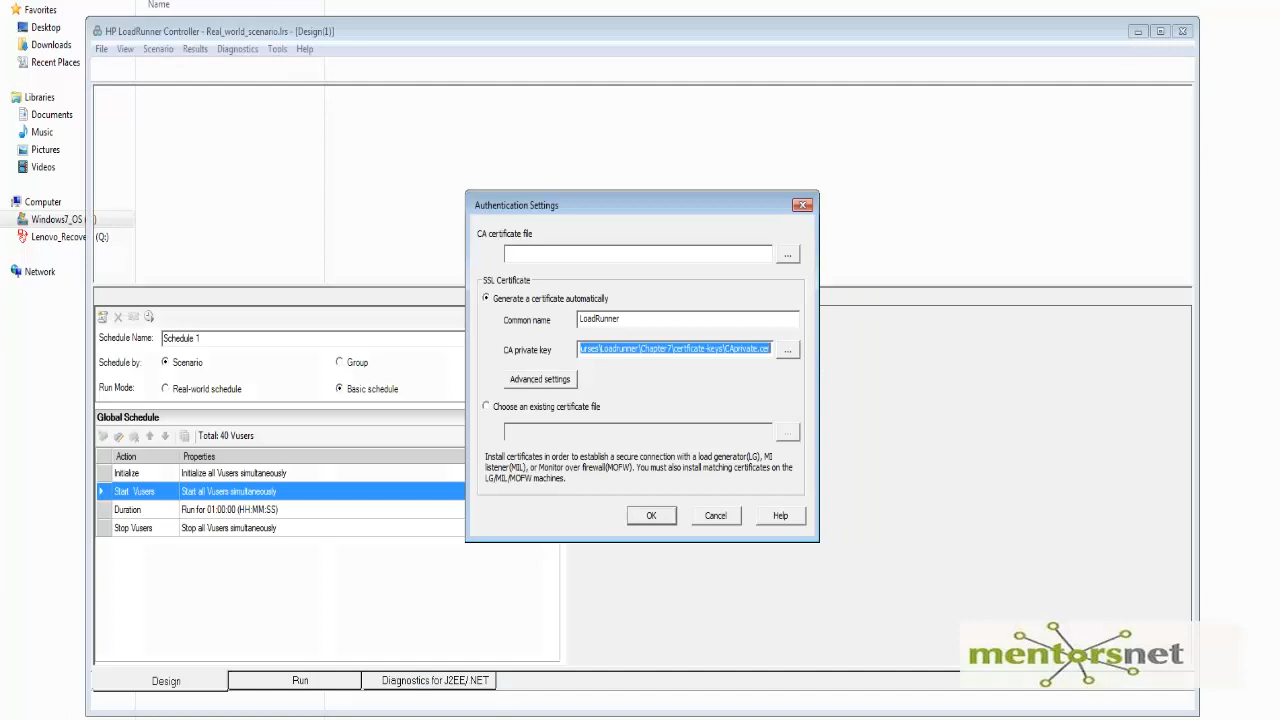 Name
Favorites
Desktop
Downloads
Recent Places
Libraries
Documents
Music
Pictures
Videos
Computer
Windows7_OS
)
Lenovo_Recove
(Q:)
Network
HP LoadRunner Controller - Real_world_scenario.lrs - [Design(1)]
File View Scenario Results Diagnostics Tools Help
Schedule Name: Schedule 1
Schedule by: Scenario Group
Run Mode: Real-world schedule Basic schedule
Global Schedule
Total: 40 Vusers
Action Properties
Initialize Initialize all Vusers simultaneously
Start Vusers Start all Vusers simultaneously
Duration Run for 01:00:00 (HH:MM:SS)
Stop Vusers Stop all Vusers simultaneously
Design Run Diagnostics for J2EE/.NET
Authentication Settings
CA certificate file
...
SSL Certificate
Generate a certificate automatically
Common name LoadRunner
CA private key urses\Loadrunner\Chapter7\certficate-keys\CAprivate.cer ...
Advanced settings
Choose an existing certificate file
...
Install certificates in order to establish a secure connection with a load generator(LG), MI
listener(MIL), or Monitor over firewall(MOFW). You must also install matching certificates on the
LG/MIL/MOFW machines.
OK Cancel Help
mentorsnet